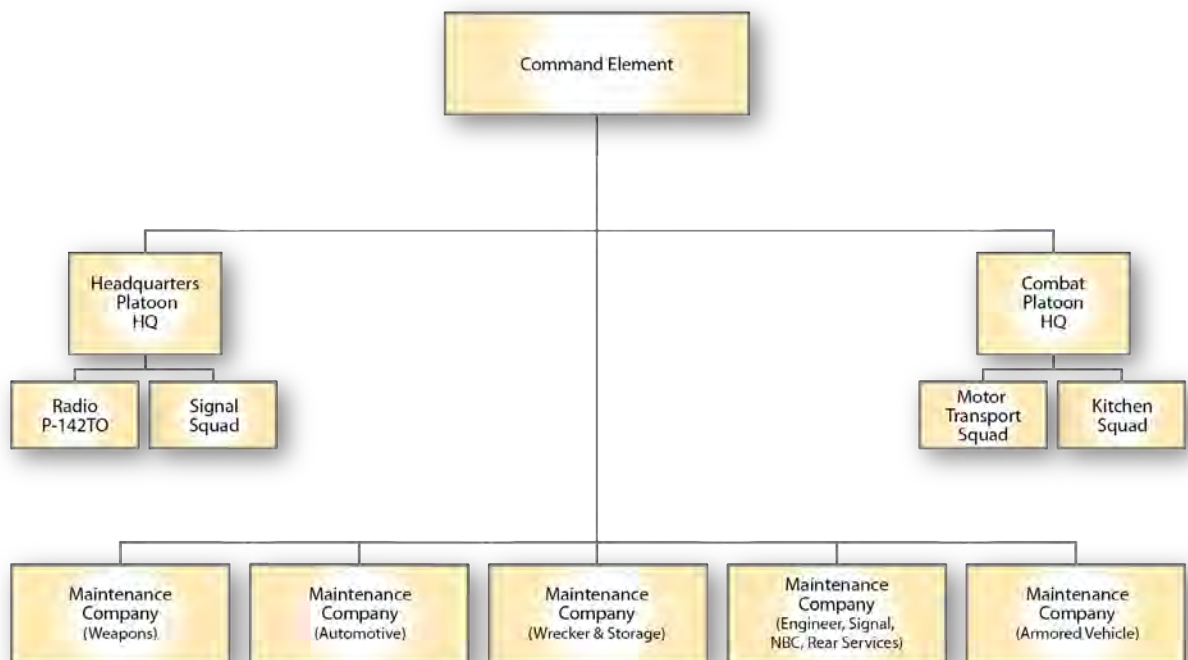 Command Element
Headquarters
Platoon
HQ
Combat
Platoon
HQ
Radio
P-142TO
Signal
Squad
Motor
Transport
Squad
Kitchen
Squad
Maintenance
Company
(Weapons)
Maintenance
Company
(Automotive)
Maintenance
Company
(Wrecker & Storage)
Maintenance
Company
(Engineer, Signal,
NBC, Rear Services)
Maintenance
Company
(Armored Vehicle)